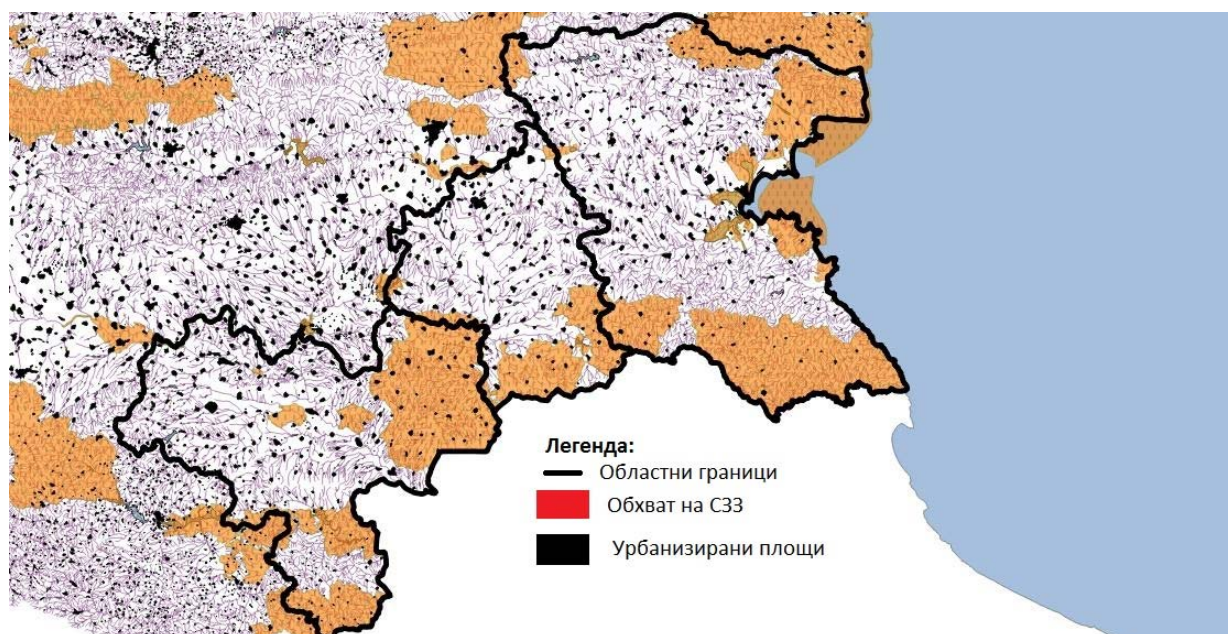 Легенда:
Областни граници
Обхват на СЗЗ
Урбанизирани площи